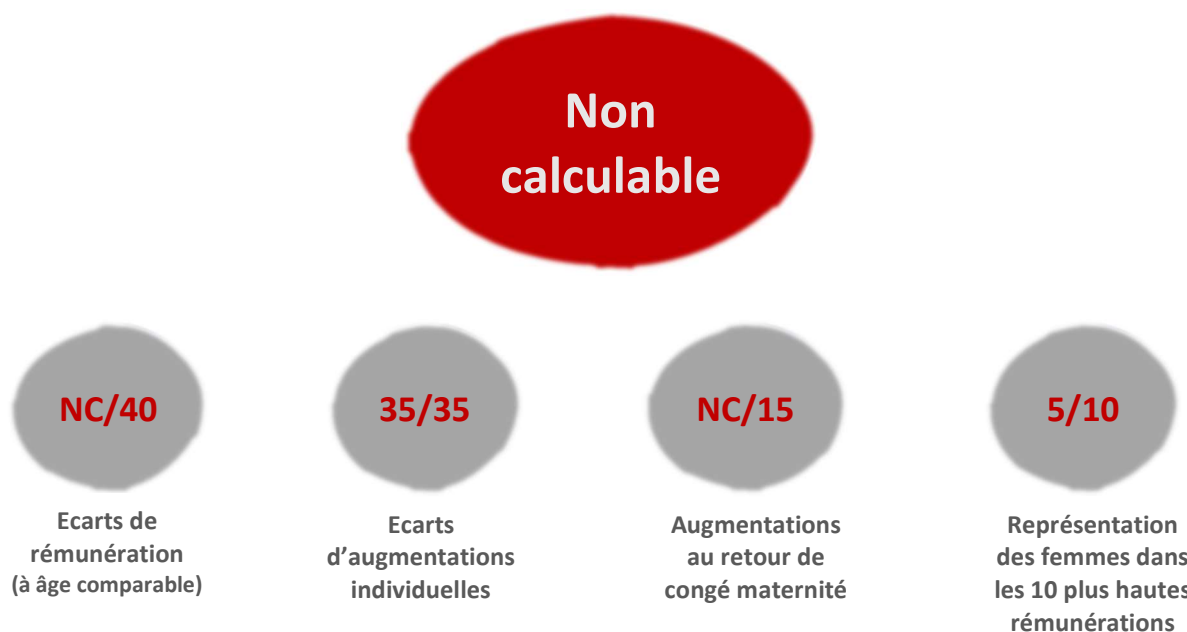 Non
calculable
NC/40
35/35
NC/15
5/10
Ecarts de
rémunération
(à âge comparable)
Ecarts
d’augmentations
individuelles
Augmentations
au retour de
congé maternité
Représentation
des femmes dans
les 10 plus hautes
rémunérations